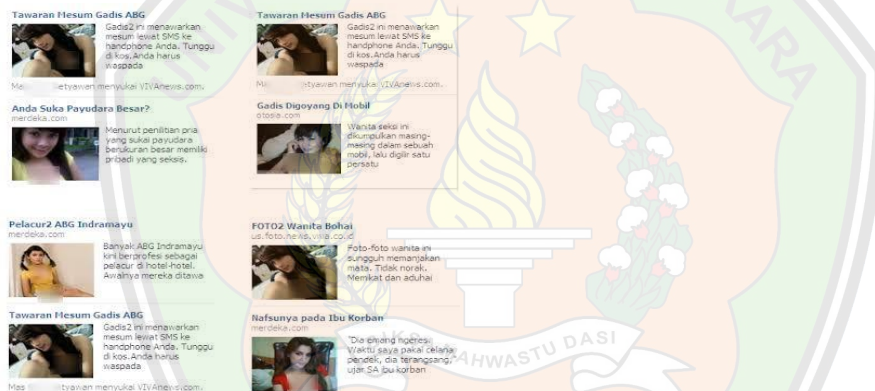 Tawaran Mesum Gadis ABG
Gadis2 ini menawarkan
mesum lewat SMS ke
handphone Anda. Tunggu
di kos.Anda harus
waspada
menyukai VIVAnews.com.
Anda Suka Payudara Besar?
merdeka.com
Menurut penilitian pria
yang sukai payudara
berukuran besar memiliki
pribadi yang seksis.
Tawaran Mesum Gadis ABG
Gadis2 ini menawarkan
mesum lewat SMS ke
handphone Anda. Tunggu
di kos.Anda harus
waspada
menyukai VIVAnews.com.
Gadis Digoyang Di Mobil
otosia.com
Wanita seksi ini
dikumpulkan masing-
masing dalam sebuah
mobil, lalu digilir satu
persatu
Pelacur2 ABG Indramayu
merdeka.com
Banyak ABG Indramayu
kini berprofesi sebagai
pelacur di hotel-hotel.
Awalnya mereka ditawa
Tawaran Mesum Gadis ABG
Gadis2 ini menawarkan
mesum lewat SMS ke
handphone Anda. Tunggu
di kos.Anda harus
waspada
menyukai VIVAnews.com.
FOTO2 Wanita Bohai
us.foto.news.viva.co.id
Foto-foto wanita ini
sungguh memanjakan
mata. Tidak norak.
Memikat dan aduhai
Nafsunya pada Ibu Korban
merdeka.com
"Dia emang ngeres.
Waktu saya pakai celana
pendek, dia terangsang,"
ujar SA ibu korban